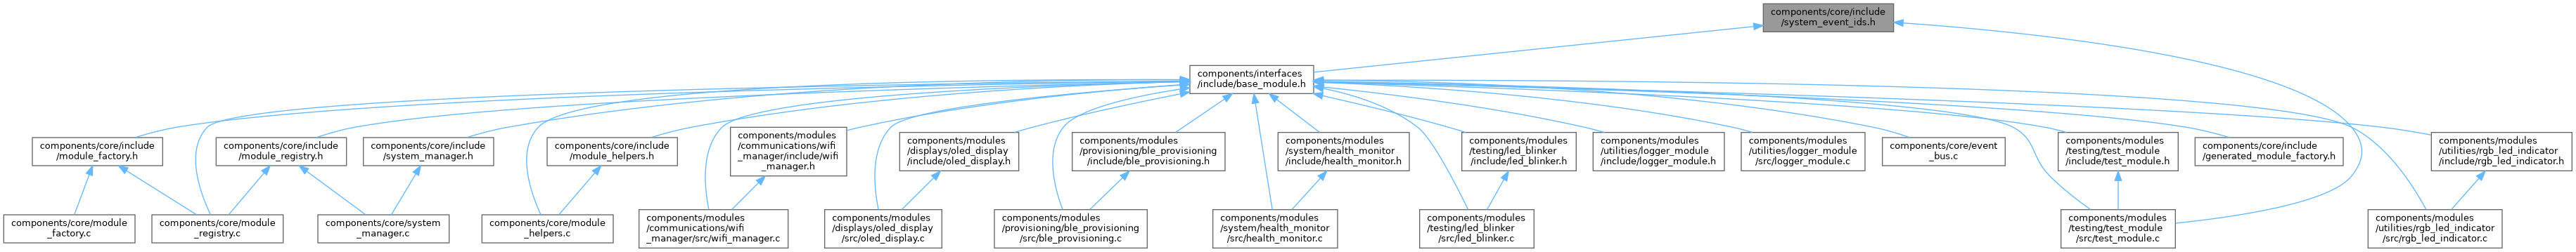 components/core/include
/system_event_ids.h
components/interfaces
/include/base_module.h
components/core/include
/module_factory.h
components/core/include
/module_registry.h
components/core/include
/system_manager.h
components/core/include
/module_helpers.h
components/modules
/communications/wifi
_manager/include/wifi
_manager.h
components/modules
/displays/oled_display
/include/oled_display.h
components/modules
/provisioning/ble_provisioning
/include/ble_provisioning.h
components/modules
/system/health_monitor
/include/health_monitor.h
components/modules
/testing/led_blinker
/include/led_blinker.h
components/modules
/utilities/logger_module
/include/logger_module.h
components/modules
/utilities/logger_module
/src/logger_module.c
components/core/event
_bus.c
components/modules
/testing/test_module
/include/test_module.h
components/core/include
/generated_module_factory.h
components/modules
/utilities/rgb_led_indicator
/include/rgb_led_indicator.h
components/core/module
_factory.c
components/core/module
_registry.c
components/core/system
_manager.c
components/core/module
_helpers.c
components/modules
/communications/wifi
_manager/src/wifi_manager.c
components/modules
/displays/oled_display
/src/oled_display.c
components/modules
/provisioning/ble_provisioning
/src/ble_provisioning.c
components/modules
/system/health_monitor
/src/health_monitor.c
components/modules
/testing/led_blinker
/src/led_blinker.c
components/modules
/testing/test_module
/src/test_module.c
components/modules
/utilities/rgb_led_indicator
/src/rgb_led_indicator.c